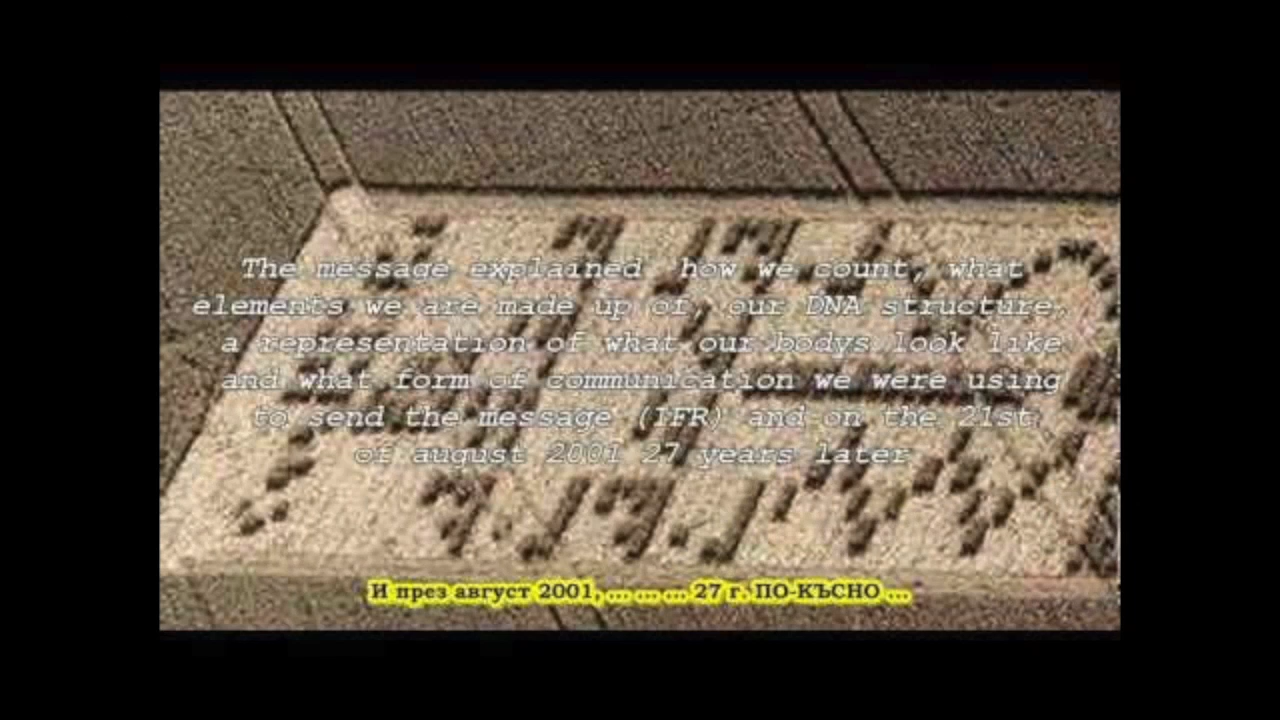 The message explained how we count, what
elements we are made up of, our DNA structure,
a representation of what our bodys look like
and what form of communication we were using
to send the message (IFR) and on the 21st
of august 2001 27 years later
И през август 2001, ... ... ... 27 г. ПО-КЪСНО ...